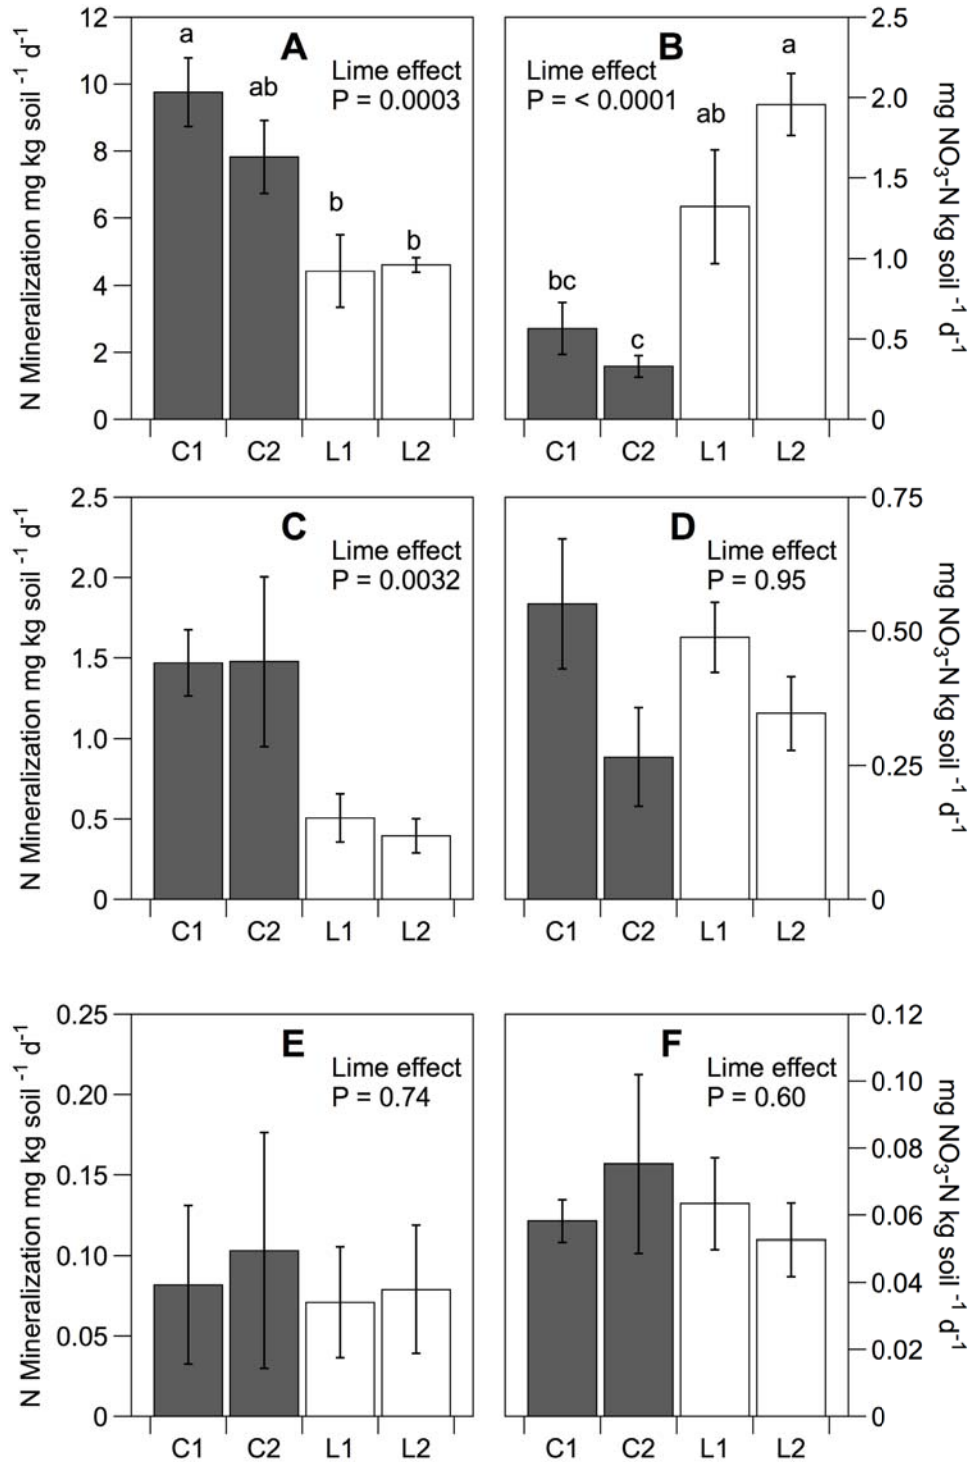 N Mineralization mg kg soil -1 d-1
12
10
8
6
4
2
0
A
Lime effect
P = 0.0003
a
ab
b
b
C1 C2 L1 L2
B
Lime effect
P = < 0.0001
bc
c
ab
a
C1 C2 L1 L2
2.5
2.0
1.5
1.0
0.5
0
mg NO3-N kg soil -1 d-1
N Mineralization mg kg soil -1 d-1
2.5
2.0
1.5
1.0
0.5
0
C
Lime effect
P = 0.0032
C1 C2 L1 L2
D
Lime effect
P = 0.95
C1 C2 L1 L2
0.75
0.50
0.25
0
mg NO3-N kg soil -1 d-1
N Mineralization mg kg soil -1 d-1
0.25
0.20
0.15
0.10
0.05
0
E
Lime effect
P = 0.74
C1 C2 L1 L2
F
Lime effect
P = 0.60
C1 C2 L1 L2
0.12
0.10
0.08
0.06
0.04
0.02
0
mg NO3-N kg soil -1 d-1